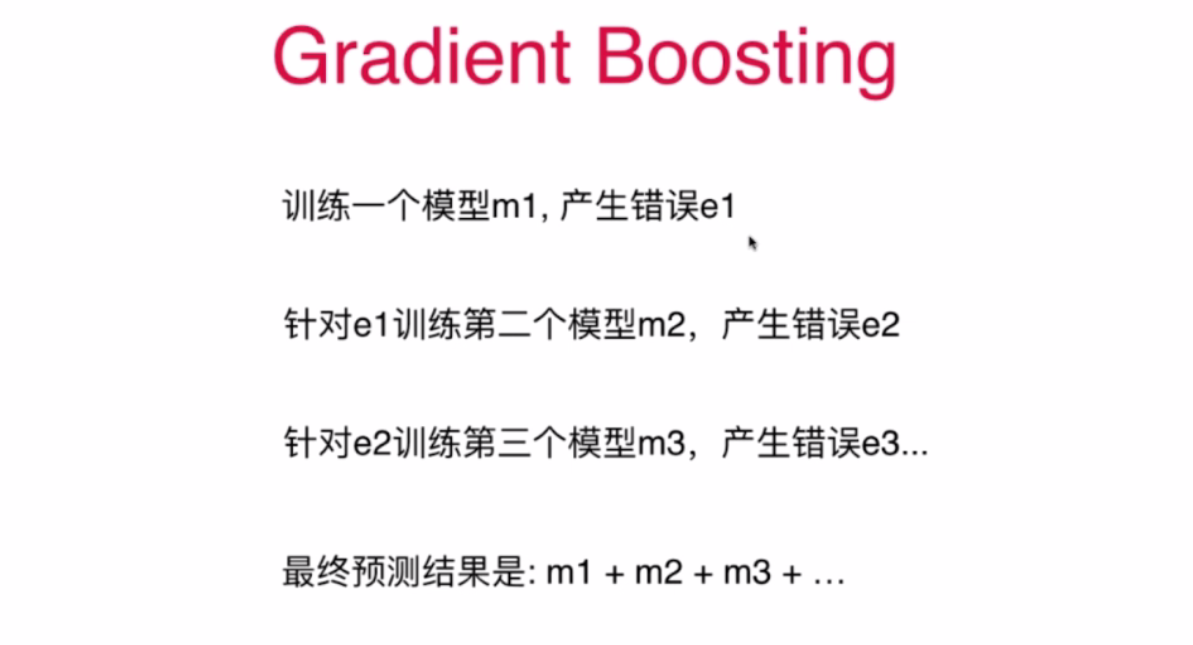 Gradient Boosting
训练一个模型m1, 产生错误e1
针对e1训练第二个模型m2，产生错误e2
针对e2训练第三个模型m3，产生错误e3...
最终预测结果是: m1 + m2 + m3 + …